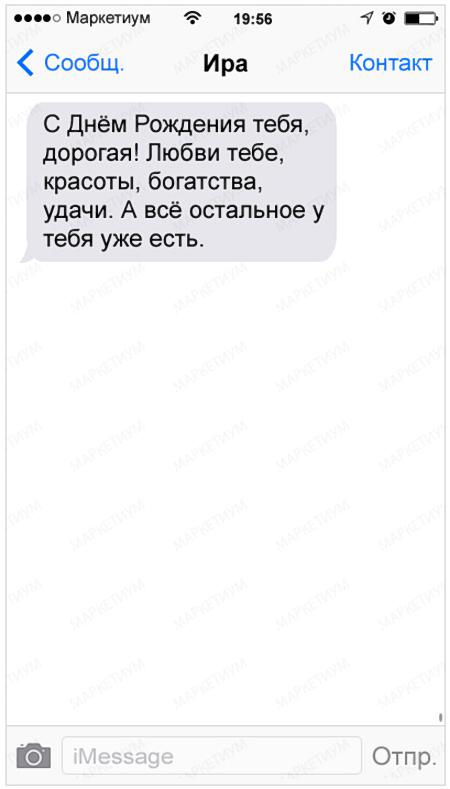 Маркетиум 19:56
Сообщ. Ира Контакт
С Днём Рождения тебя,
дорогая! Любви тебе,
красоты, богатства,
удачи. А всё остальное у
тебя уже есть.
МАРКЕТИУМ
iMessage Отпр.